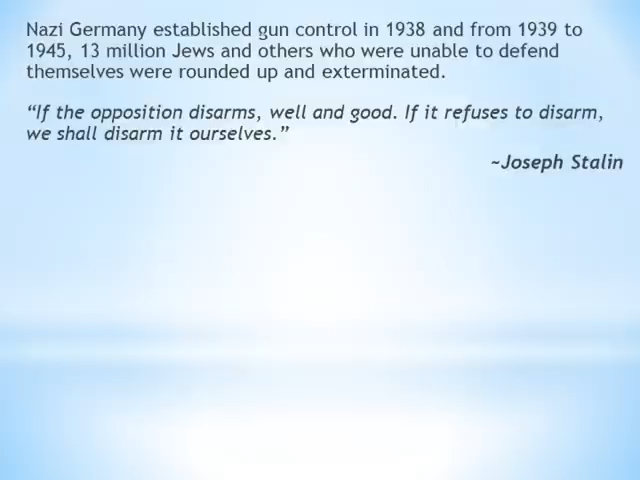 Nazi Germany established gun control in 1938 and from 1939 to
1945, 13 million Jews and others who were unable to defend
themselves were rounded up and exterminated.
“If the opposition disarms, well and good. If it refuses to disarm,
we shall disarm it ourselves.”
~Joseph Stalin